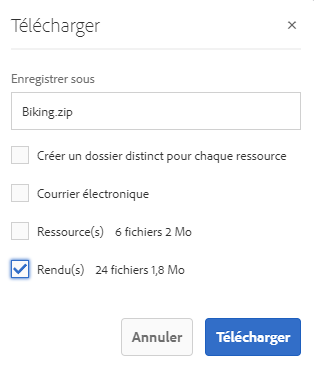 Télécharger
Enregistrer sous
Biking.zip
Créer un dossier distinct pour chaque ressource
Courrier électronique
Ressource(s) 6 fichiers 2 Mo
Rendu(s) 24 fichiers 1,8 Mo
Annuler Télécharger